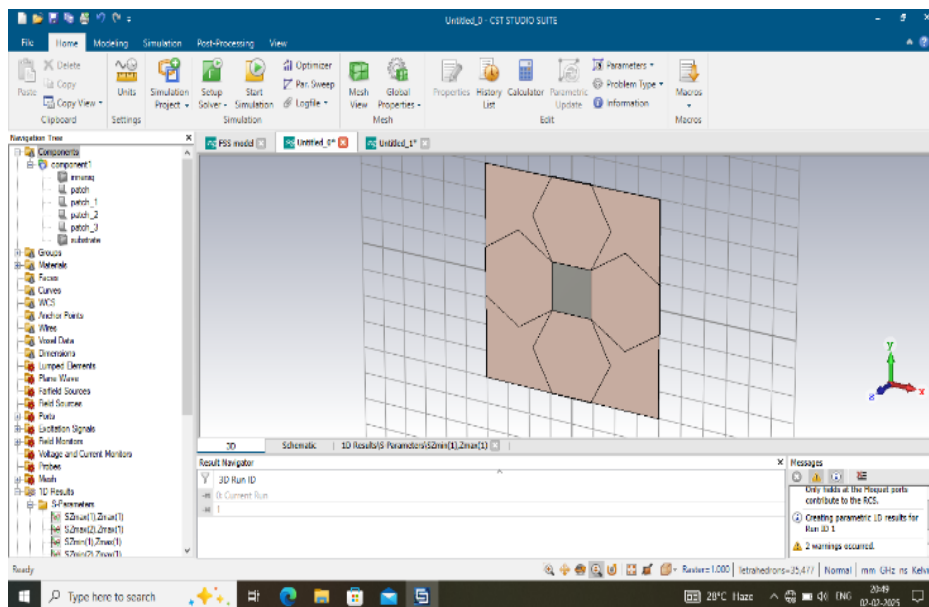 Untitled_0 - CST STUDIO SUITE
File Home Modeling Simulation Post-Processing View
Paste
Delete
Copy
Copy View
Clipboard
Units
Settings
Simulation Project
Setup Solver
Start Simulation
Optimizer
Par. Sweep
Logfile
Simulation
Mesh View
Global Properties
Mesh
Properties
History List
Calculator
Parametric Update
Parameters
Problem Type
Information
Edit
Macros
Macros
Navigation Tree
FSS model
Untitled_0*
Untitled_1*
Components
component1
innersq
patch
patch_1
patch_2
patch_3
substrate
Groups
Materials
Faces
Curves
WCS
Anchor Points
Wires
Voxel Data
Dimensions
Lumped Elements
Plane Wave
Farfield Sources
Field Sources
Ports
Excitation Signals
Field Monitors
Voltage and Current Monitors
Probes
Mesh
1D Results
S-Parameters
SZmax(1),Zmax(1)
SZmax(2),Zmax(1)
SZmin(1),Zmax(1)
SZmin(2),Zmax(1)
y
x
z
3D Schematic 1D Results\S-Parameters\SZmin(1),Zmax(1)
Result Navigator
3D Run ID
0: Current Run
1
Messages
Only fields at the Floquet ports
contribute to the RCS.
Creating parametric 1D results for
Run ID 1
2 warnings occurred.
Ready
Raster=1.000 Tetrahedrons=35,477 Normal mm GHz ns Kelvi
Type here to search
S
28°C Haze
ENG
20:49
02-02-2025